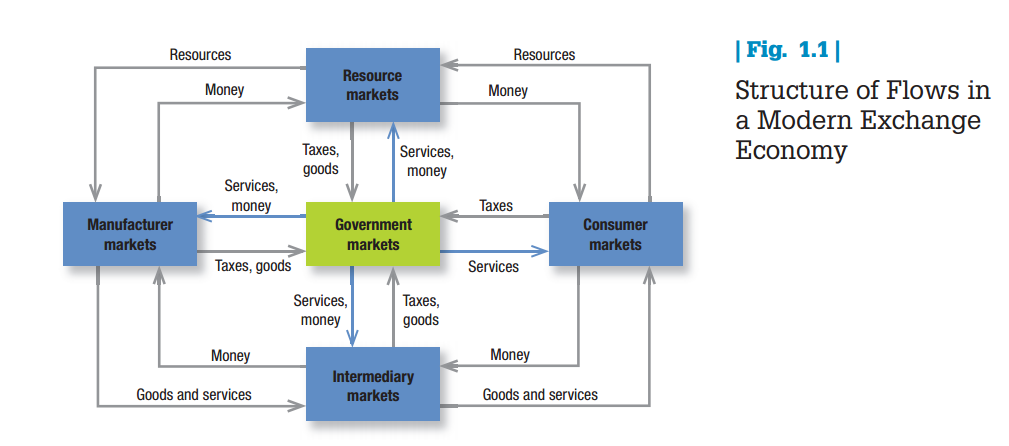 | Fig. 1.1 |
Structure of Flows in
a Modern Exchange
Economy
Resources
Resources
Resource
markets
Money
Money
Taxes,
goods
Services,
money
Services,
money
Taxes
Manufacturer
markets
Government
markets
Consumer
markets
Taxes, goods
Services
Services,
money
Taxes,
goods
Money
Money
Intermediary
markets
Goods and services
Goods and services